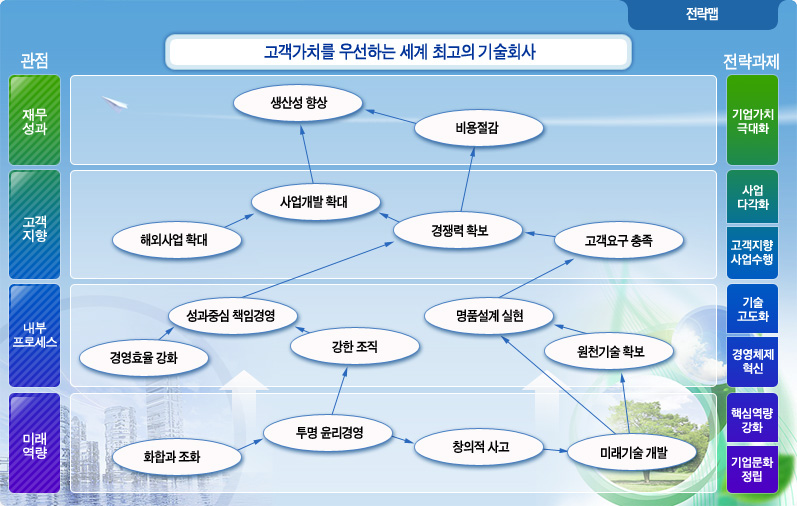 전략맵
고객가치를 우선하는 세계 최고의 기술회사
관점
전략과제
재무
성과
생산성 향상
비용절감
기업가치
극대화
고객
지향
사업개발 확대
해외사업 확대
경쟁력 확보
고객요구 충족
사업
다각화
고객지향
사업수행
내부
프로세스
성과중심 책임경영
명품설계 실현
경영효율 강화
강한 조직
원천기술 확보
기술
고도화
경영체제
혁신
미래
역량
화합과 조화
투명 윤리경영
창의적 사고
미래기술 개발
핵심역량
강화
기업문화
정립